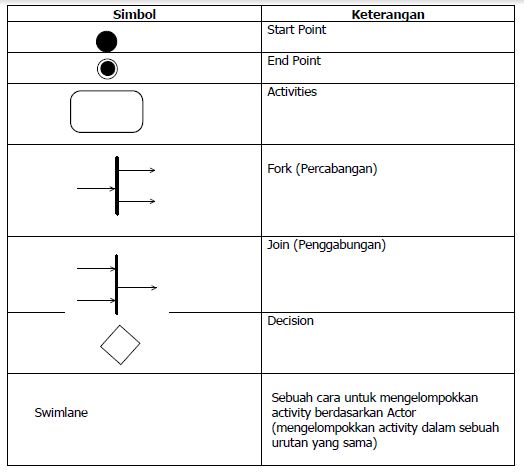 Simbol
Keterangan
Start Point
End Point
Activities
Fork (Percabangan)
Join (Penggabungan)
Decision
Swimlane
Sebuah cara untuk mengelompokkan
activity berdasarkan Actor
(mengelompokkan activity dalam sebuah
urutan yang sama)